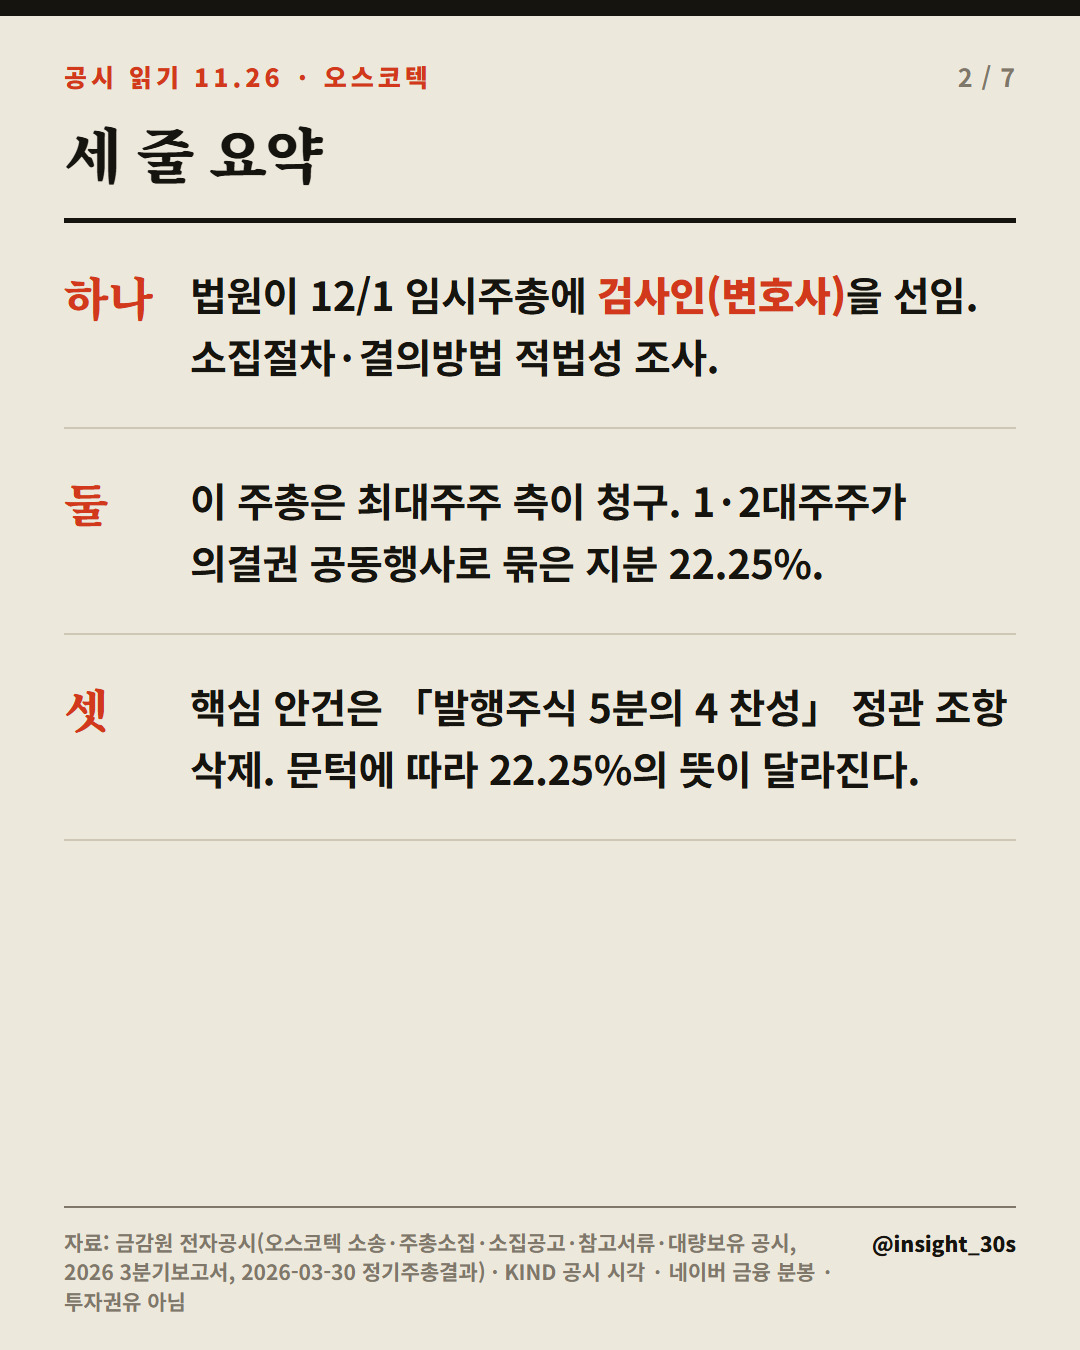 공시 읽기 11.26 · 오스코텍
2 / 7
세 줄 요약
하나
법원이 12/1 임시주총에 검사인(변호사)을 선임.
소집절차·결의방법 적법성 조사.
둘
이 주총은 최대주주 측이 청구. 1·2대주주가
의결권 공동행사로 묶은 지분 22.25%.
셋
핵심 안건은 「발행주식 5분의 4 찬성」 정관 조항
삭제. 문턱에 따라 22.25%의 뜻이 달라진다.
자료: 금감원 전자공시(오스코텍 소송·주총소집·소집공고·참고서류·대량보유 공시,
2026 3분기보고서, 2026-03-30 정기주총결과) · KIND 공시 시각 · 네이버 금융 분봉 ·
투자권유 아님
@insight_30s